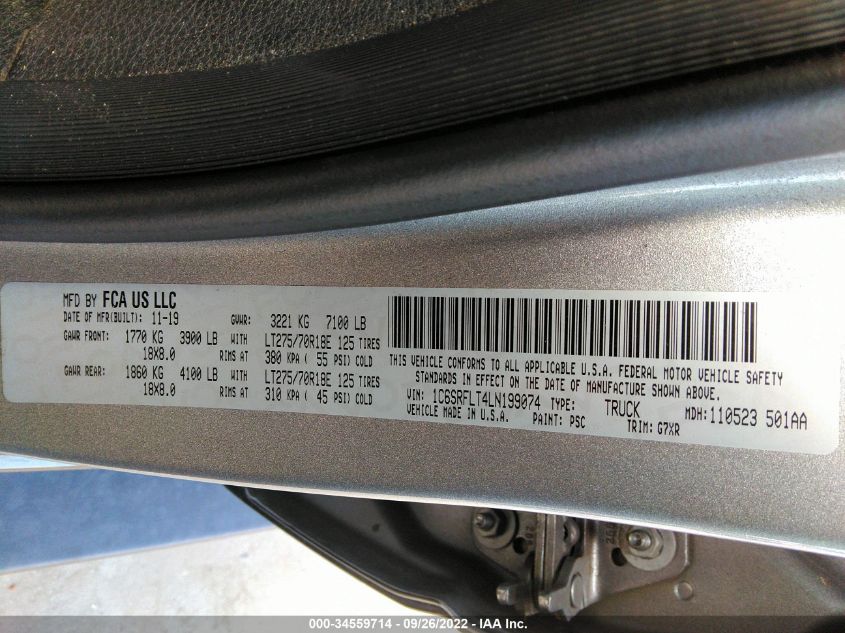 MFD BY FCA US LLC
DATE OF MFR(BUILT): 11-19 GVWR: 3221 KG 7100 LB
GAWR FRONT: 1770 KG 3900 LB WITH LT275/70R18E 125 TIRES
18X8.0 RIMS AT 380 KPA ( 55 PSI) COLD
GAWR REAR: 1860 KG 4100 LB WITH LT275/70R18E 125 TIRES
18X8.0 RIMS AT 310 KPA ( 45 PSI) COLD
THIS VEHICLE CONFORMS TO ALL APPLICABLE U.S.A. FEDERAL MOTOR VEHICLE SAFETY
STANDARDS IN EFFECT ON THE DATE OF MANUFACTURE SHOWN ABOVE.
VIN: 1C6SRFLT4LN199074 TYPE: TRUCK MDH:110523 501AA
VEHICLE MADE IN U.S.A. PAINT: PSC TRIM: G7XR
000-34559714 - 09/26/2022 - IAA Inc.